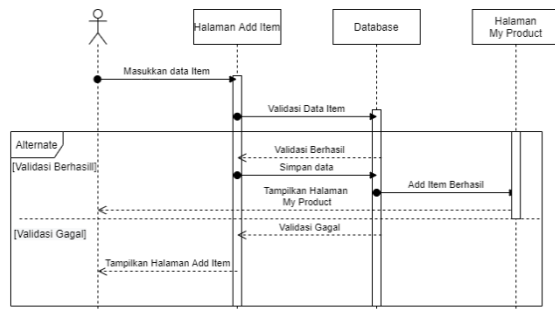 Halaman Add Item
Database
Halaman
My Product
Masukkan data Item
Validasi Data Item
Alternate
[Validasi Berhasill]
Validasi Berhasil
Simpan data
Add Item Berhasil
Tampilkan Halaman
My Product
[Validasi Gagal]
Validasi Gagal
Tampilkan Halaman Add Item